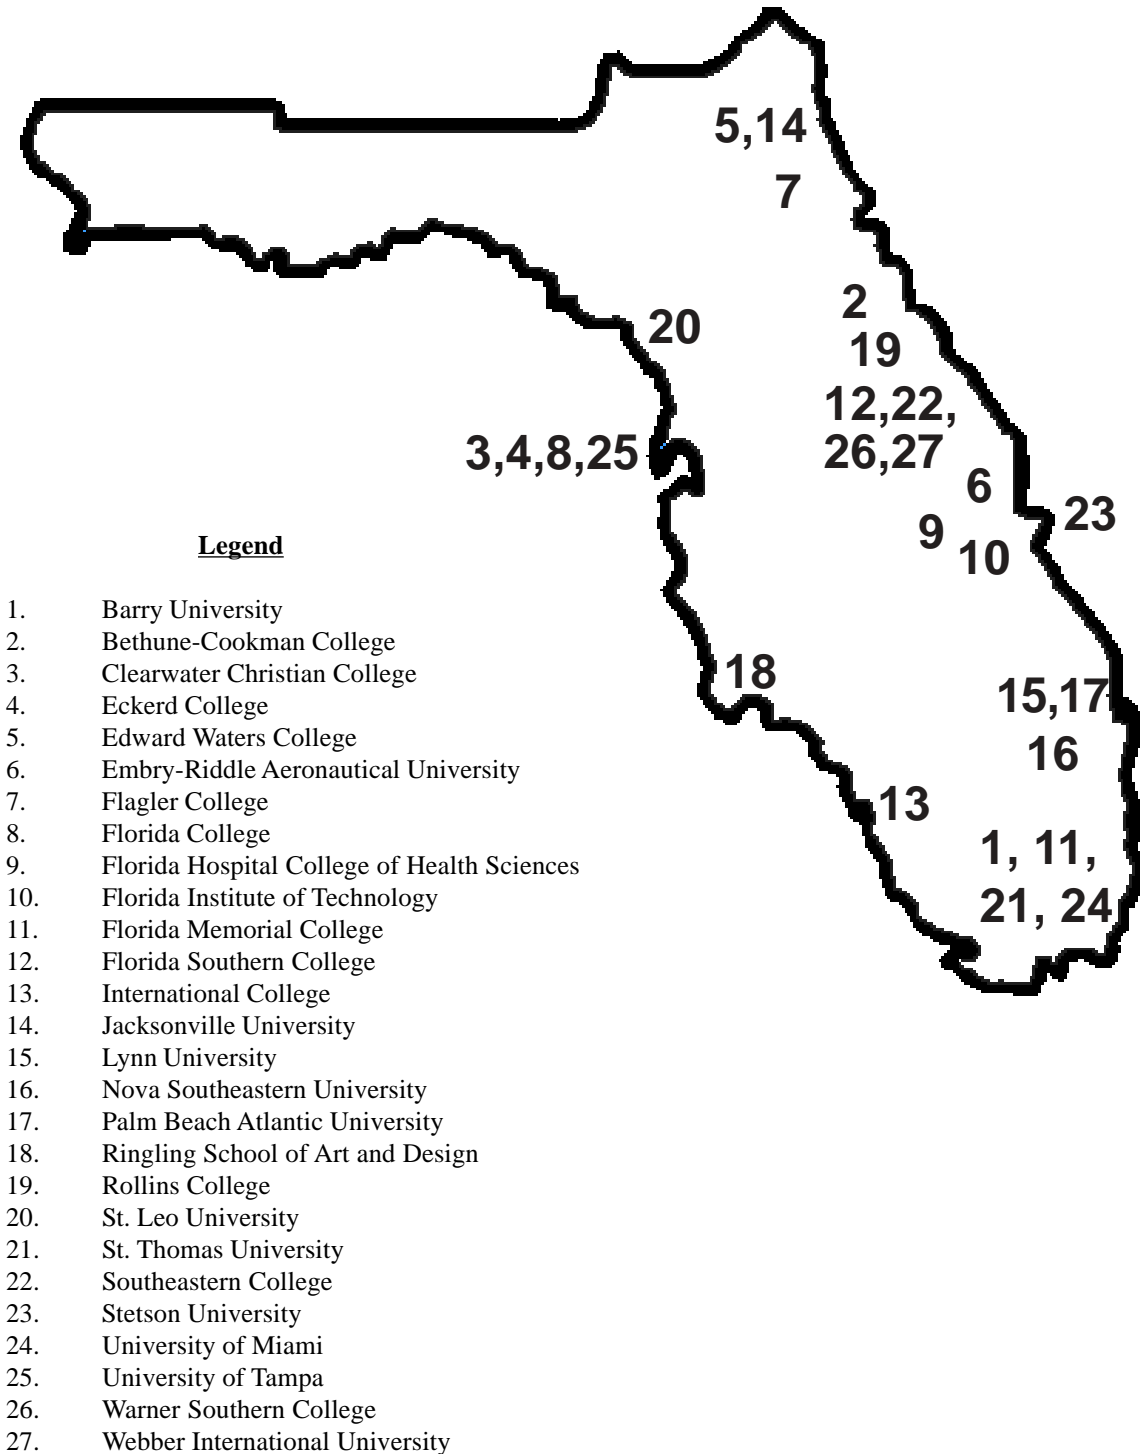 5,14
7
2
20
19
12,22,
3,4,8,25
26,27
6
23
9
10
Legend
1. Barry University
2. Bethune-Cookman College
3. Clearwater Christian College
4. Eckerd College
5. Edward Waters College
6. Embry-Riddle Aeronautical University
7. Flagler College
8. Florida College
9. Florida Hospital College of Health Sciences
10. Florida Institute of Technology
11. Florida Memorial College
12. Florida Southern College
13. International College
14. Jacksonville University
15. Lynn University
16. Nova Southeastern University
17. Palm Beach Atlantic University
18. Ringling School of Art and Design
19. Rollins College
20. St. Leo University
21. St. Thomas University
22. Southeastern College
23. Stetson University
24. University of Miami
25. University of Tampa
26. Warner Southern College
27. Webber International University
18
15,17
16
13
1, 11,
21, 24